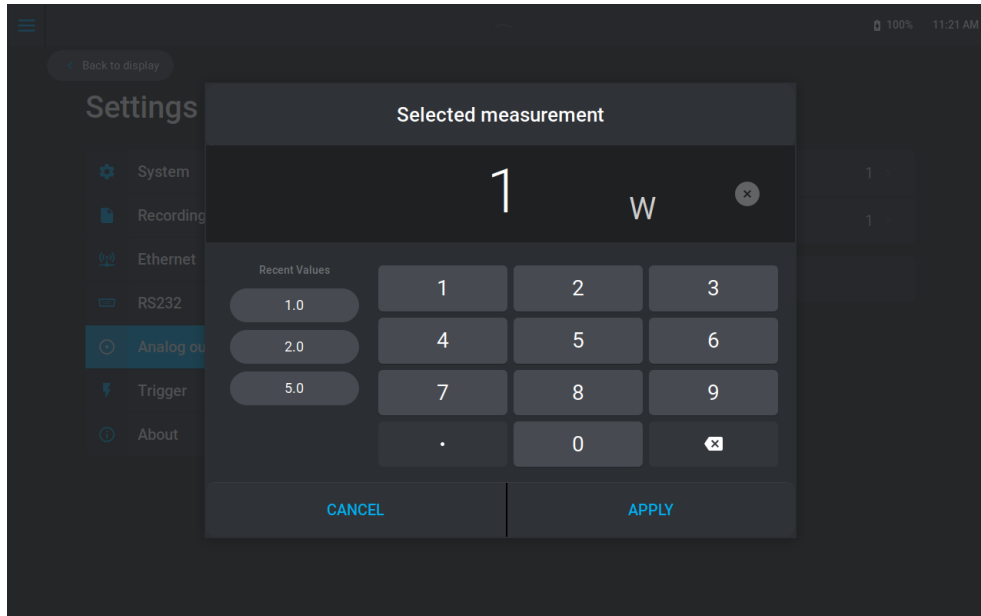 100% 11:21 AM
Back to display
Settings
System
Recording
Ethernet
RS232
Analog ou
Trigger
About
1
1
Selected measurement
1 W
Recent Values
1.0
2.0
5.0
1 2 3
4 5 6
7 8 9
. 0
CANCEL APPLY